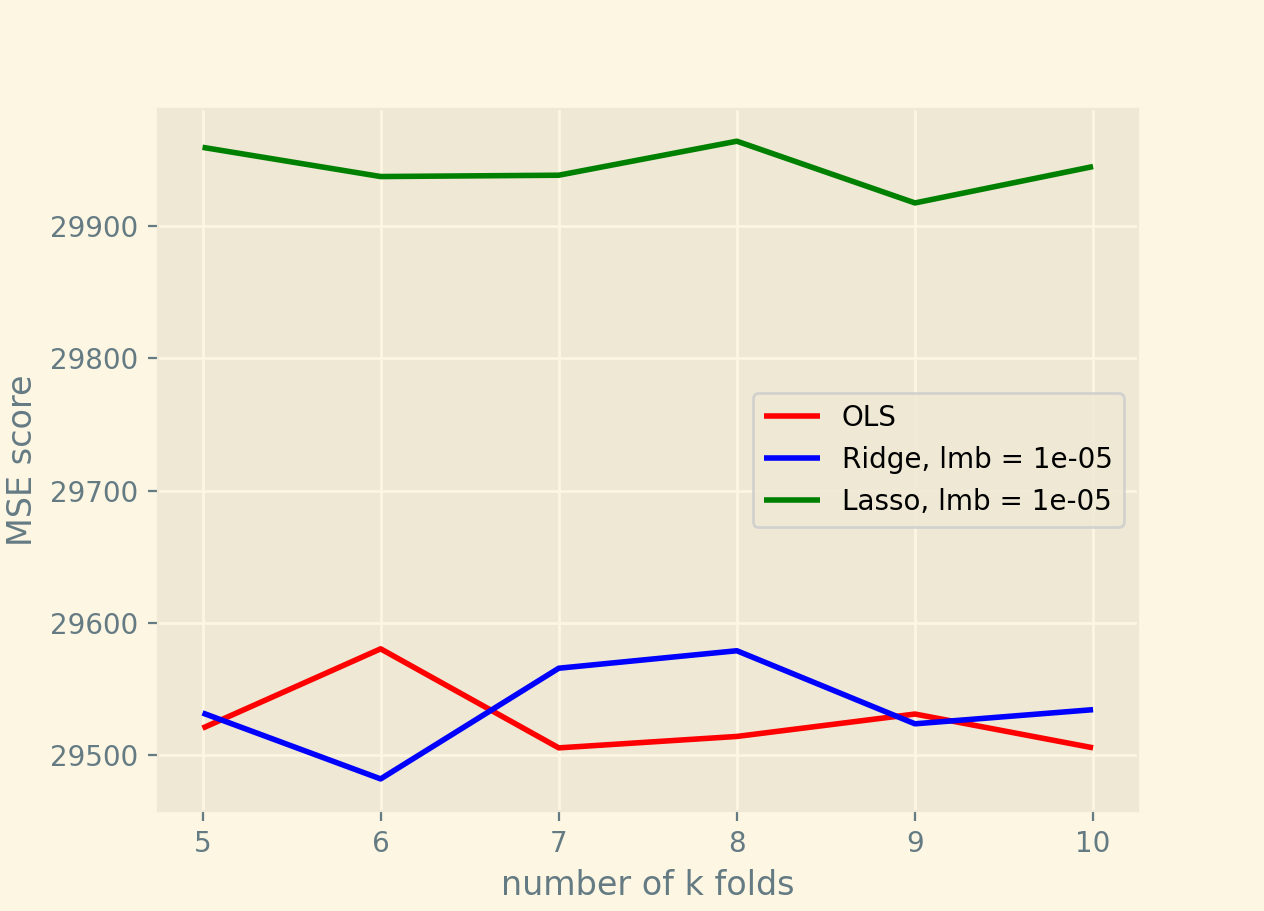 29900
29800
29700
29600
29500
MSE score
OLS
Ridge, lmb = 1e-05
Lasso, lmb = 1e-05
5 6 7 8 9 10
number of k folds